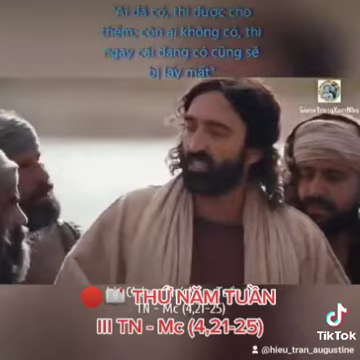 "Ai đã có, thì được cho
thêm; còn ai không có, thì
ngay cái đang có cũng sẽ
bị lấy mất"
THỨ NĂM TUẦN
III TN - Mc (4,21-25)
TN - Mc (4,21-25)
TikTok
@hieu_tran_augustine